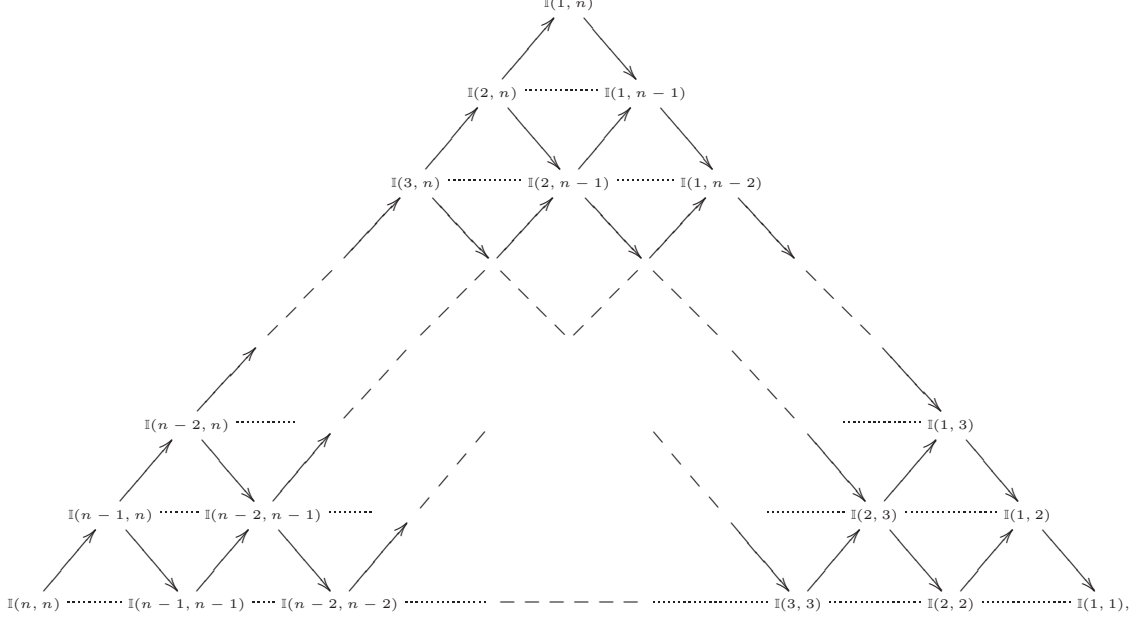 𝕀(1, n)
𝕀(2, n) 𝕀(1, n − 1)
𝕀(3, n) 𝕀(2, n − 1) 𝕀(1, n − 2)
𝕀(n − 2, n) 𝕀(1, 3)
𝕀(n − 1, n) 𝕀(n − 2, n − 1) 𝕀(2, 3) 𝕀(1, 2)
𝕀(n, n) 𝕀(n − 1, n − 1) 𝕀(n − 2, n − 2) 𝕀(3, 3) 𝕀(2, 2) 𝕀(1, 1),